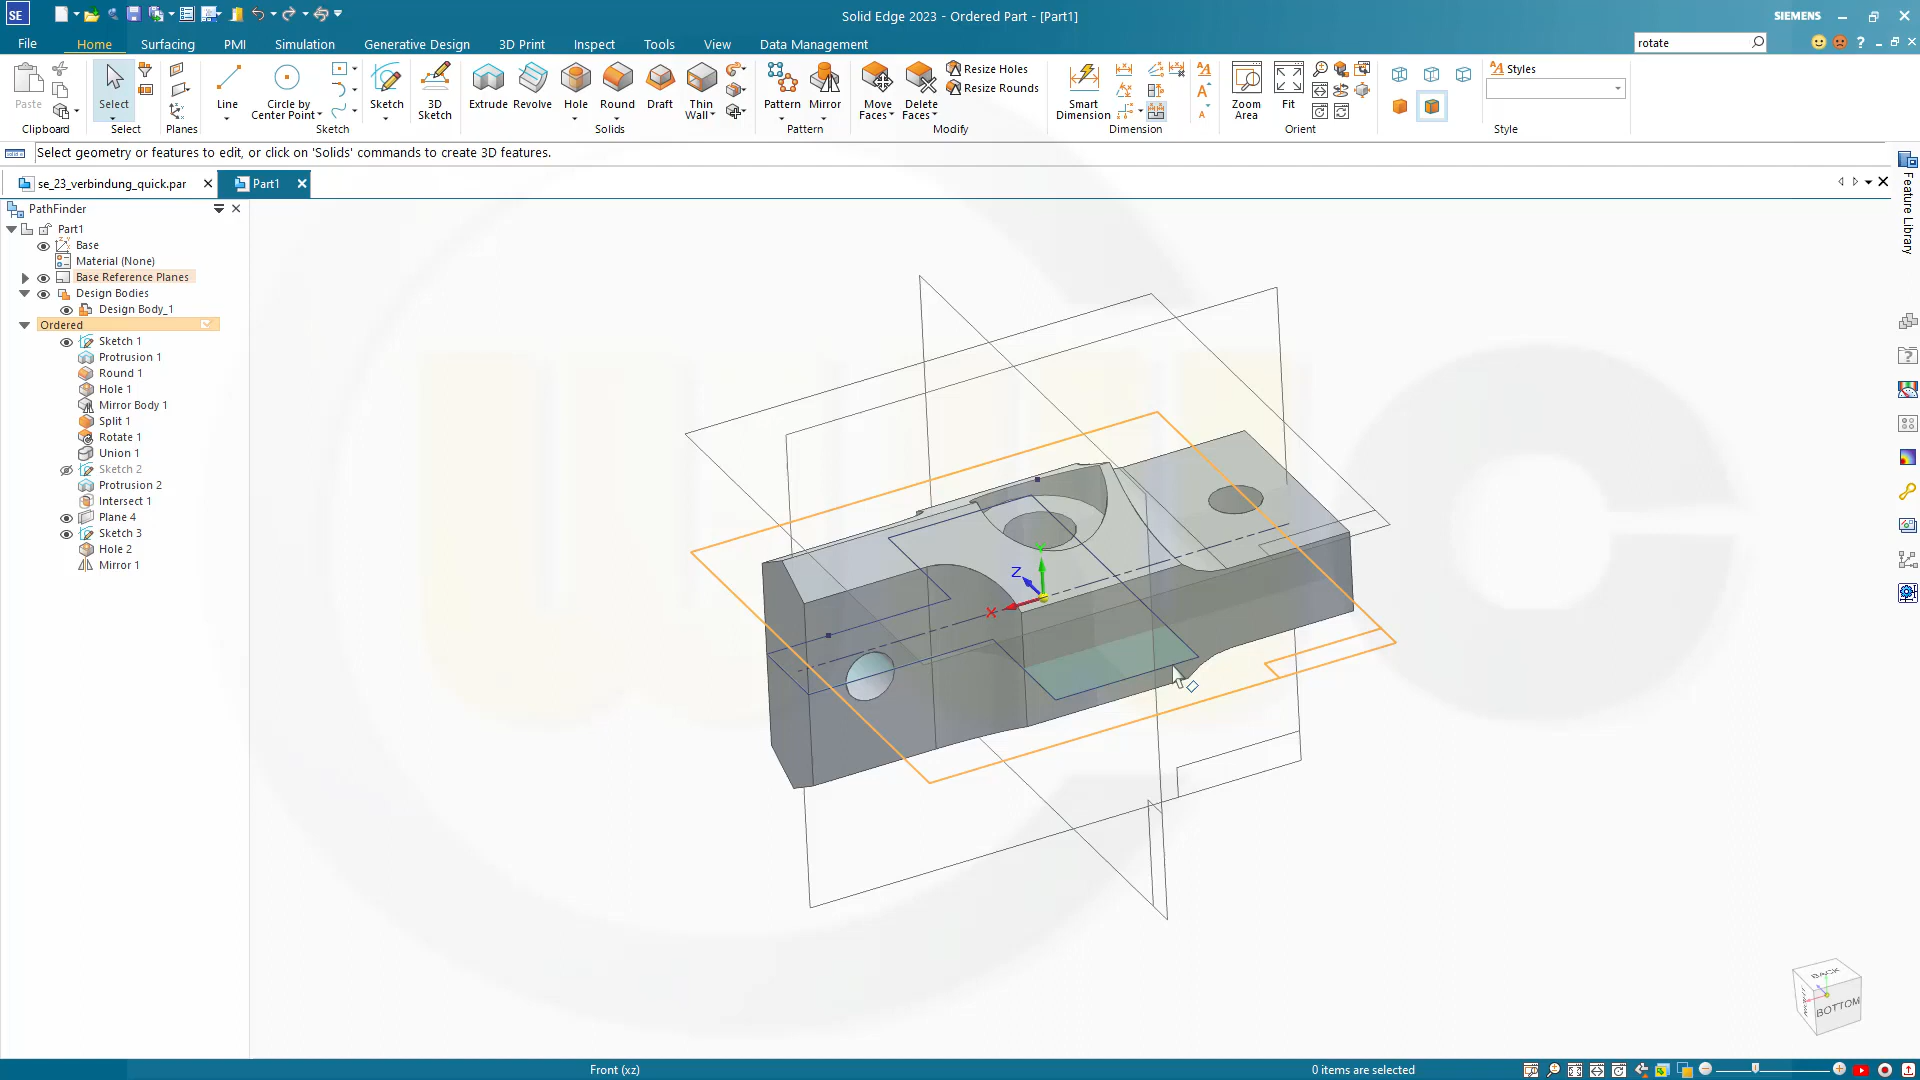 SE
Solid Edge 2023 - Ordered Part - [Part1]
SIEMENS
File
Home
Surfacing
PMI
Simulation
Generative Design
3D Print
Inspect
Tools
View
Data Management
rotate
Paste
Clipboard
Select
Select
Planes
Line
Circle by Center Point
Sketch
Sketch
3D Sketch
Extrude
Revolve
Hole
Round
Draft
Thin Wall
Solids
Pattern
Mirror
Pattern
Move Faces
Delete Faces
Resize Holes
Resize Rounds
Modify
Smart Dimension
Dimension
Zoom Area
Fit
Orient
Styles
Style
Select geometry or features to edit, or click on 'Solids' commands to create 3D features.
se_23_verbindung_quick.par
Part1
PathFinder
Part1
Base
Material (None)
Base Reference Planes
Design Bodies
Design Body_1
Ordered
Sketch 1
Protrusion 1
Round 1
Hole 1
Mirror Body 1
Split 1
Rotate 1
Union 1
Sketch 2
Protrusion 2
Intersect 1
Plane 4
Sketch 3
Hole 2
Mirror 1
Feature Library
Z
Y
X
BACK
BOTTOM
Front (xz)
0 items are selected